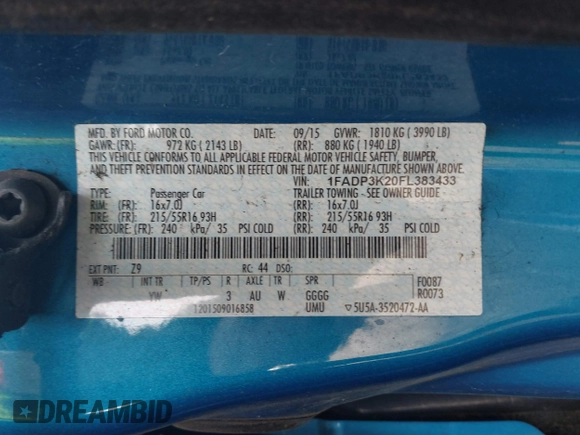 MFD. BY FORD MOTOR CO. DATE: 09/15 GVWR: 1810 KG ( 3990 LB)
GAWR: (FR): 972 KG ( 2143 LB) (RR): 880 KG ( 1940 LB)
THIS VEHICLE CONFORMS TO ALL APPLICABLE FEDERAL MOTOR VEHICLE SAFETY, BUMPER,
AND THEFT PREVENTION STANDARDS IN EFFECT ON THE DATE OF MANUFACTURE SHOWN ABOVE.
VIN: 1FADP3K20FL383433
TYPE: Passenger Car TRAILER TOWING - SEE OWNER GUIDE
RIM: (FR): 16x7.0J (RR): 16x7.0J
TIRE: (FR): 215/55R16 93H (RR): 215/55R16 93H
PRESSURE: (FR): 240 kPa/ 35 PSI COLD (RR): 240 kPa/ 35 PSI COLD
EXT PNT: Z9 RC: 44 DSO:
WB INT TR TP/PS R AXLE TR SPR F0087
YW 3 AU W GGGG R0073
1201509016858 UMU 5U5A-3520472-AA
DREAMBID